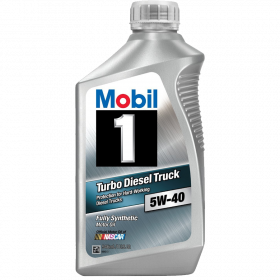 Mobil
1
Turbo Diesel Truck
Protection for Hard-Working
Diesel Trucks
5W-40
Fully Synthetic
Motor Oil
NASCAR